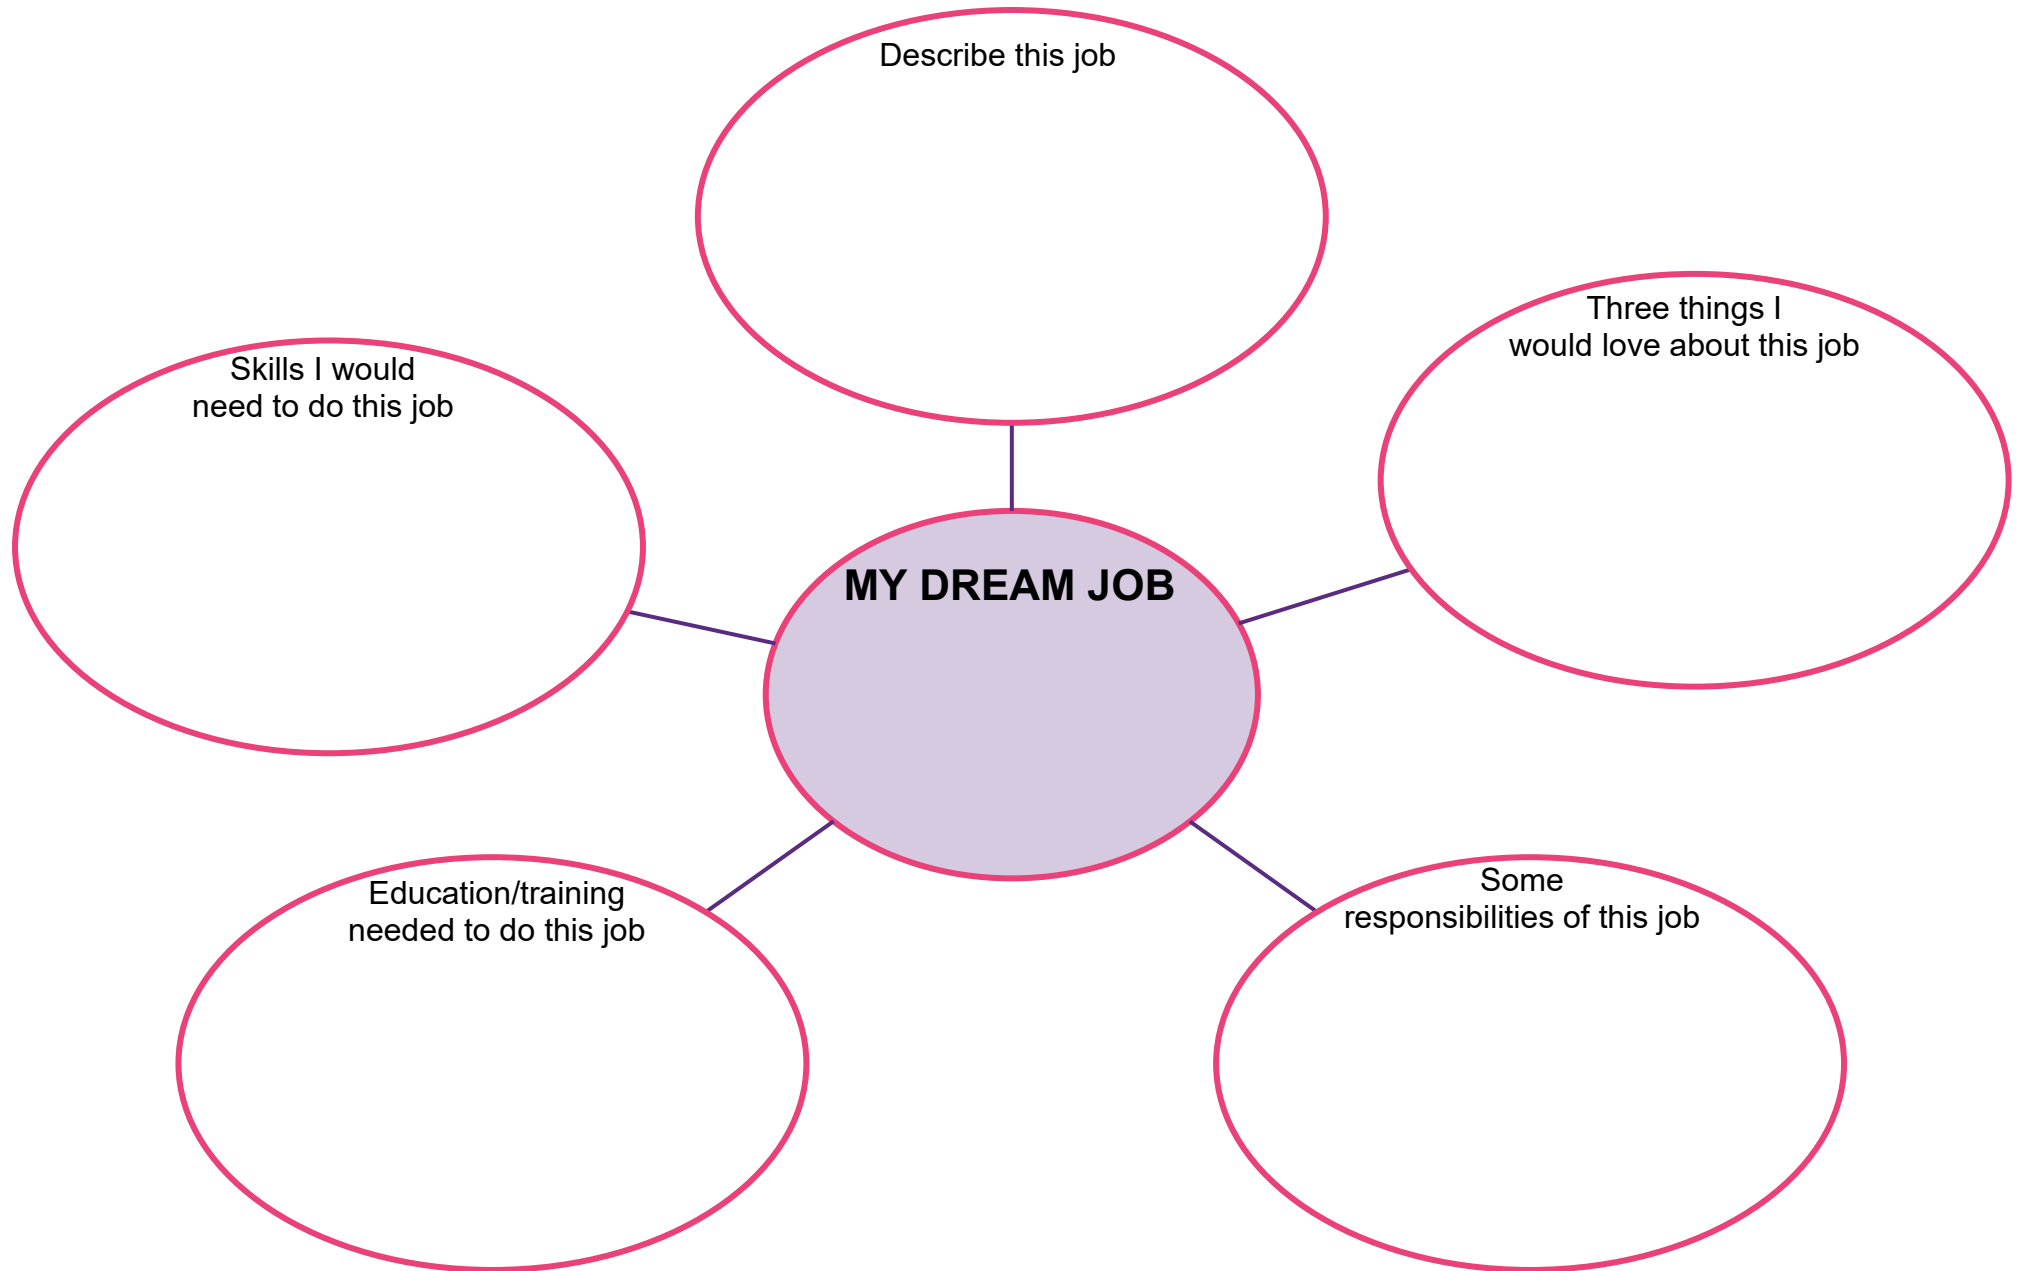 Describe this job
Three things I
would love about this job
Skills I would
need to do this job
MY DREAM JOB
Education/training
needed to do this job
Some
responsibilities of this job